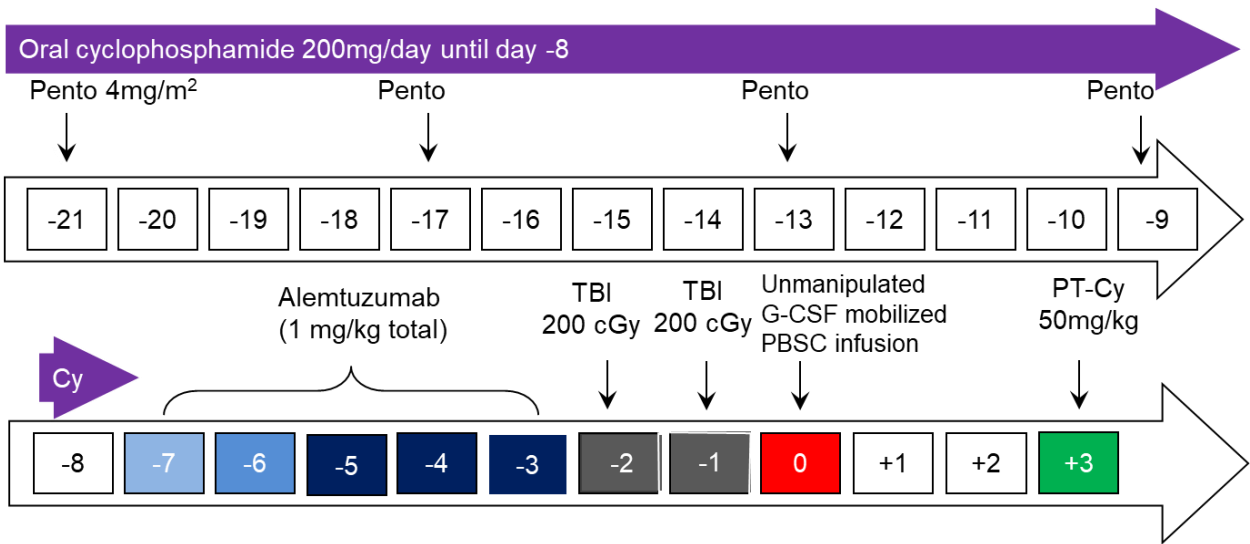 Oral cyclophosphamide 200mg/day until day -8
Pento 4mg/m²
Pento
Pento
Pento
-21
-20
-19
-18
-17
-16
-15
-14
-13
-12
-11
-10
-9
Alemtuzumab
(1 mg/kg total)
TBI
200 cGy
TBI
200 cGy
Unmanipulated
G-CSF mobilized
PBSC infusion
PT-Cy
50mg/kg
Cy
-8
-7
-6
-5
-4
-3
-2
-1
0
+1
+2
+3